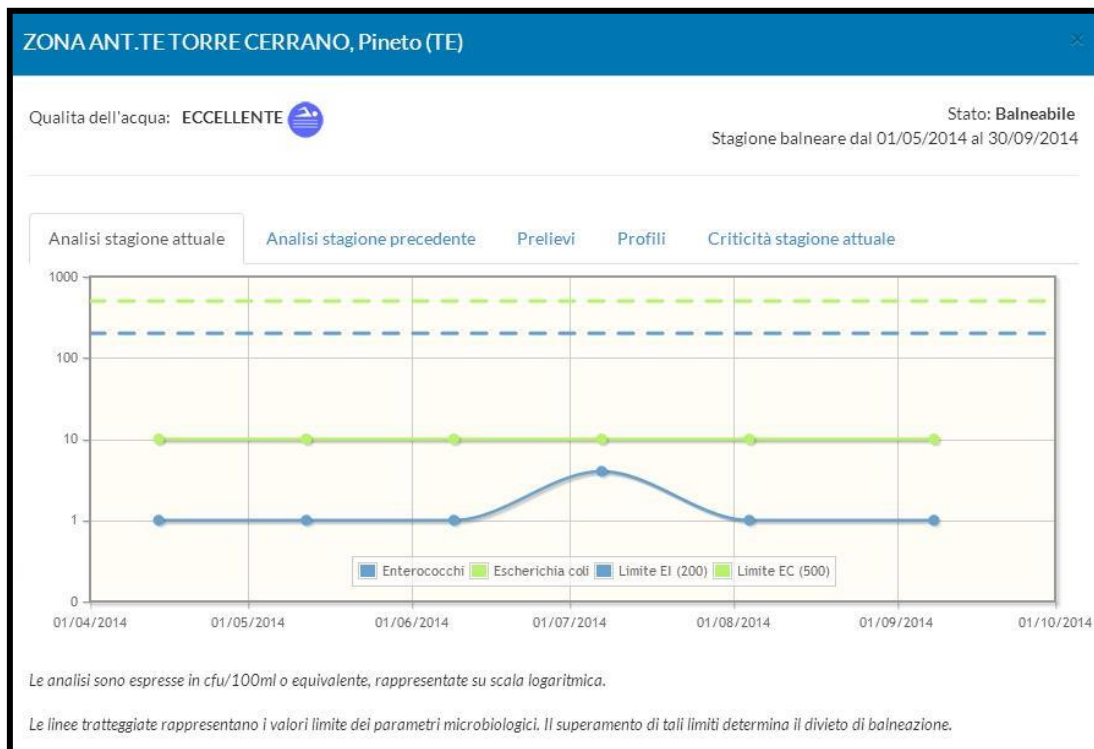 ZONA ANT.TE TORRE CERRANO, Pineto (TE)
×
Qualita dell'acqua: ECCELLENTE
Stato: Balneabile
Stagione balneare dal 01/05/2014 al 30/09/2014
Analisi stagione attuale Analisi stagione precedente Prelievi Profili Criticità stagione attuale
1000
100
10
1
0
Enterococchi Escherichia coli Limite EI (200) Limite EC (500)
01/04/2014 01/05/2014 01/06/2014 01/07/2014 01/08/2014 01/09/2014 01/10/2014
Le analisi sono espresse in cfu/100ml o equivalente, rappresentate su scala logaritmica.
Le linee tratteggiate rappresentano i valori limite dei parametri microbiologici. Il superamento di tali limiti determina il divieto di balneazione.